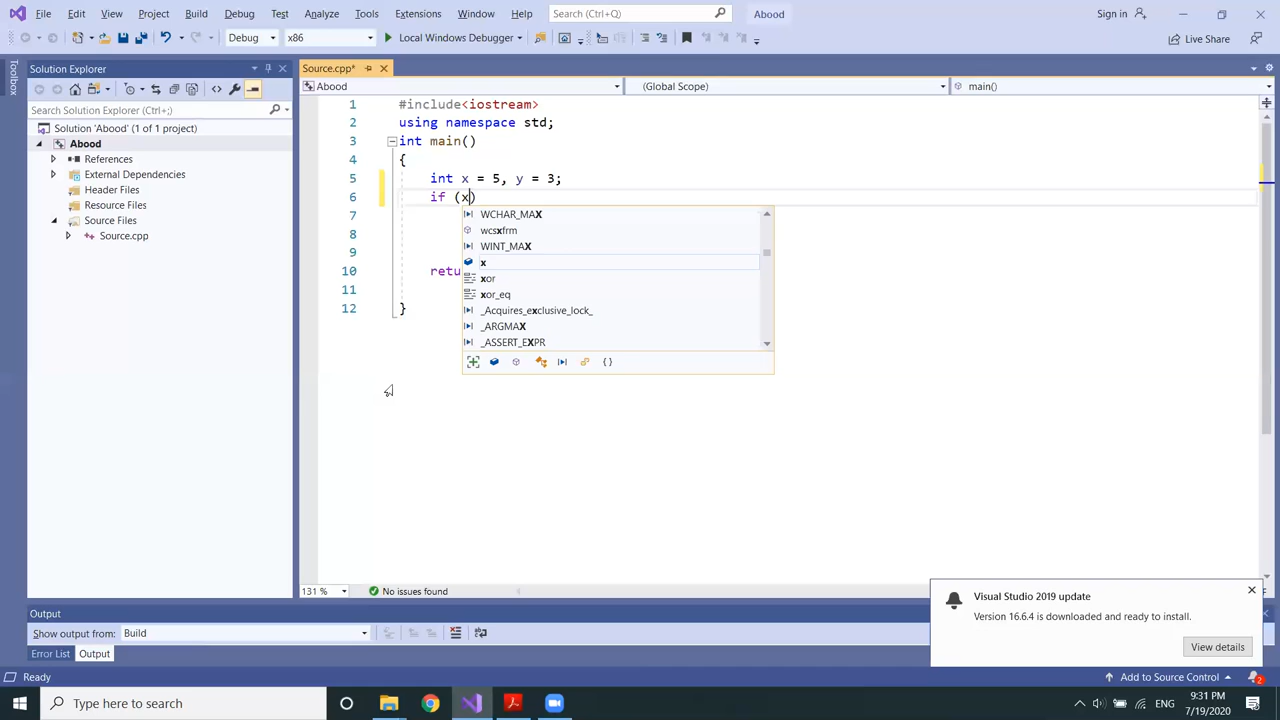 File Edit View Project Build Debug Test Analyze Tools Extensions Window Help Search (Ctrl+Q) Abood Sign in
Debug x86 Local Windows Debugger Live Share
Toolbox
Solution Explorer
Search Solution Explorer (Ctrl+;)
Solution 'Abood' (1 of 1 project)
Abood
References
External Dependencies
Header Files
Resource Files
Source Files
Source.cpp
Source.cpp*
Abood (Global Scope) main()
1 #include<iostream>
2 using namespace std;
3 int main()
4 {
5 int x = 5, y = 3;
6 if (x)
7
8
9
10 retu
11
12 }
WCHAR_MAX
wcsxfrm
WINT_MAX
x
xor
xor_eq
_Acquires_exclusive_lock_
_ARGMAX
_ASSERT_EXPR
131 % No issues found
Output
Show output from: Build
Error List Output
Visual Studio 2019 update
Version 16.6.4 is downloaded and ready to install.
View details
Ready Add to Source Control 2
Type here to search
ENG
9:31 PM
7/19/2020